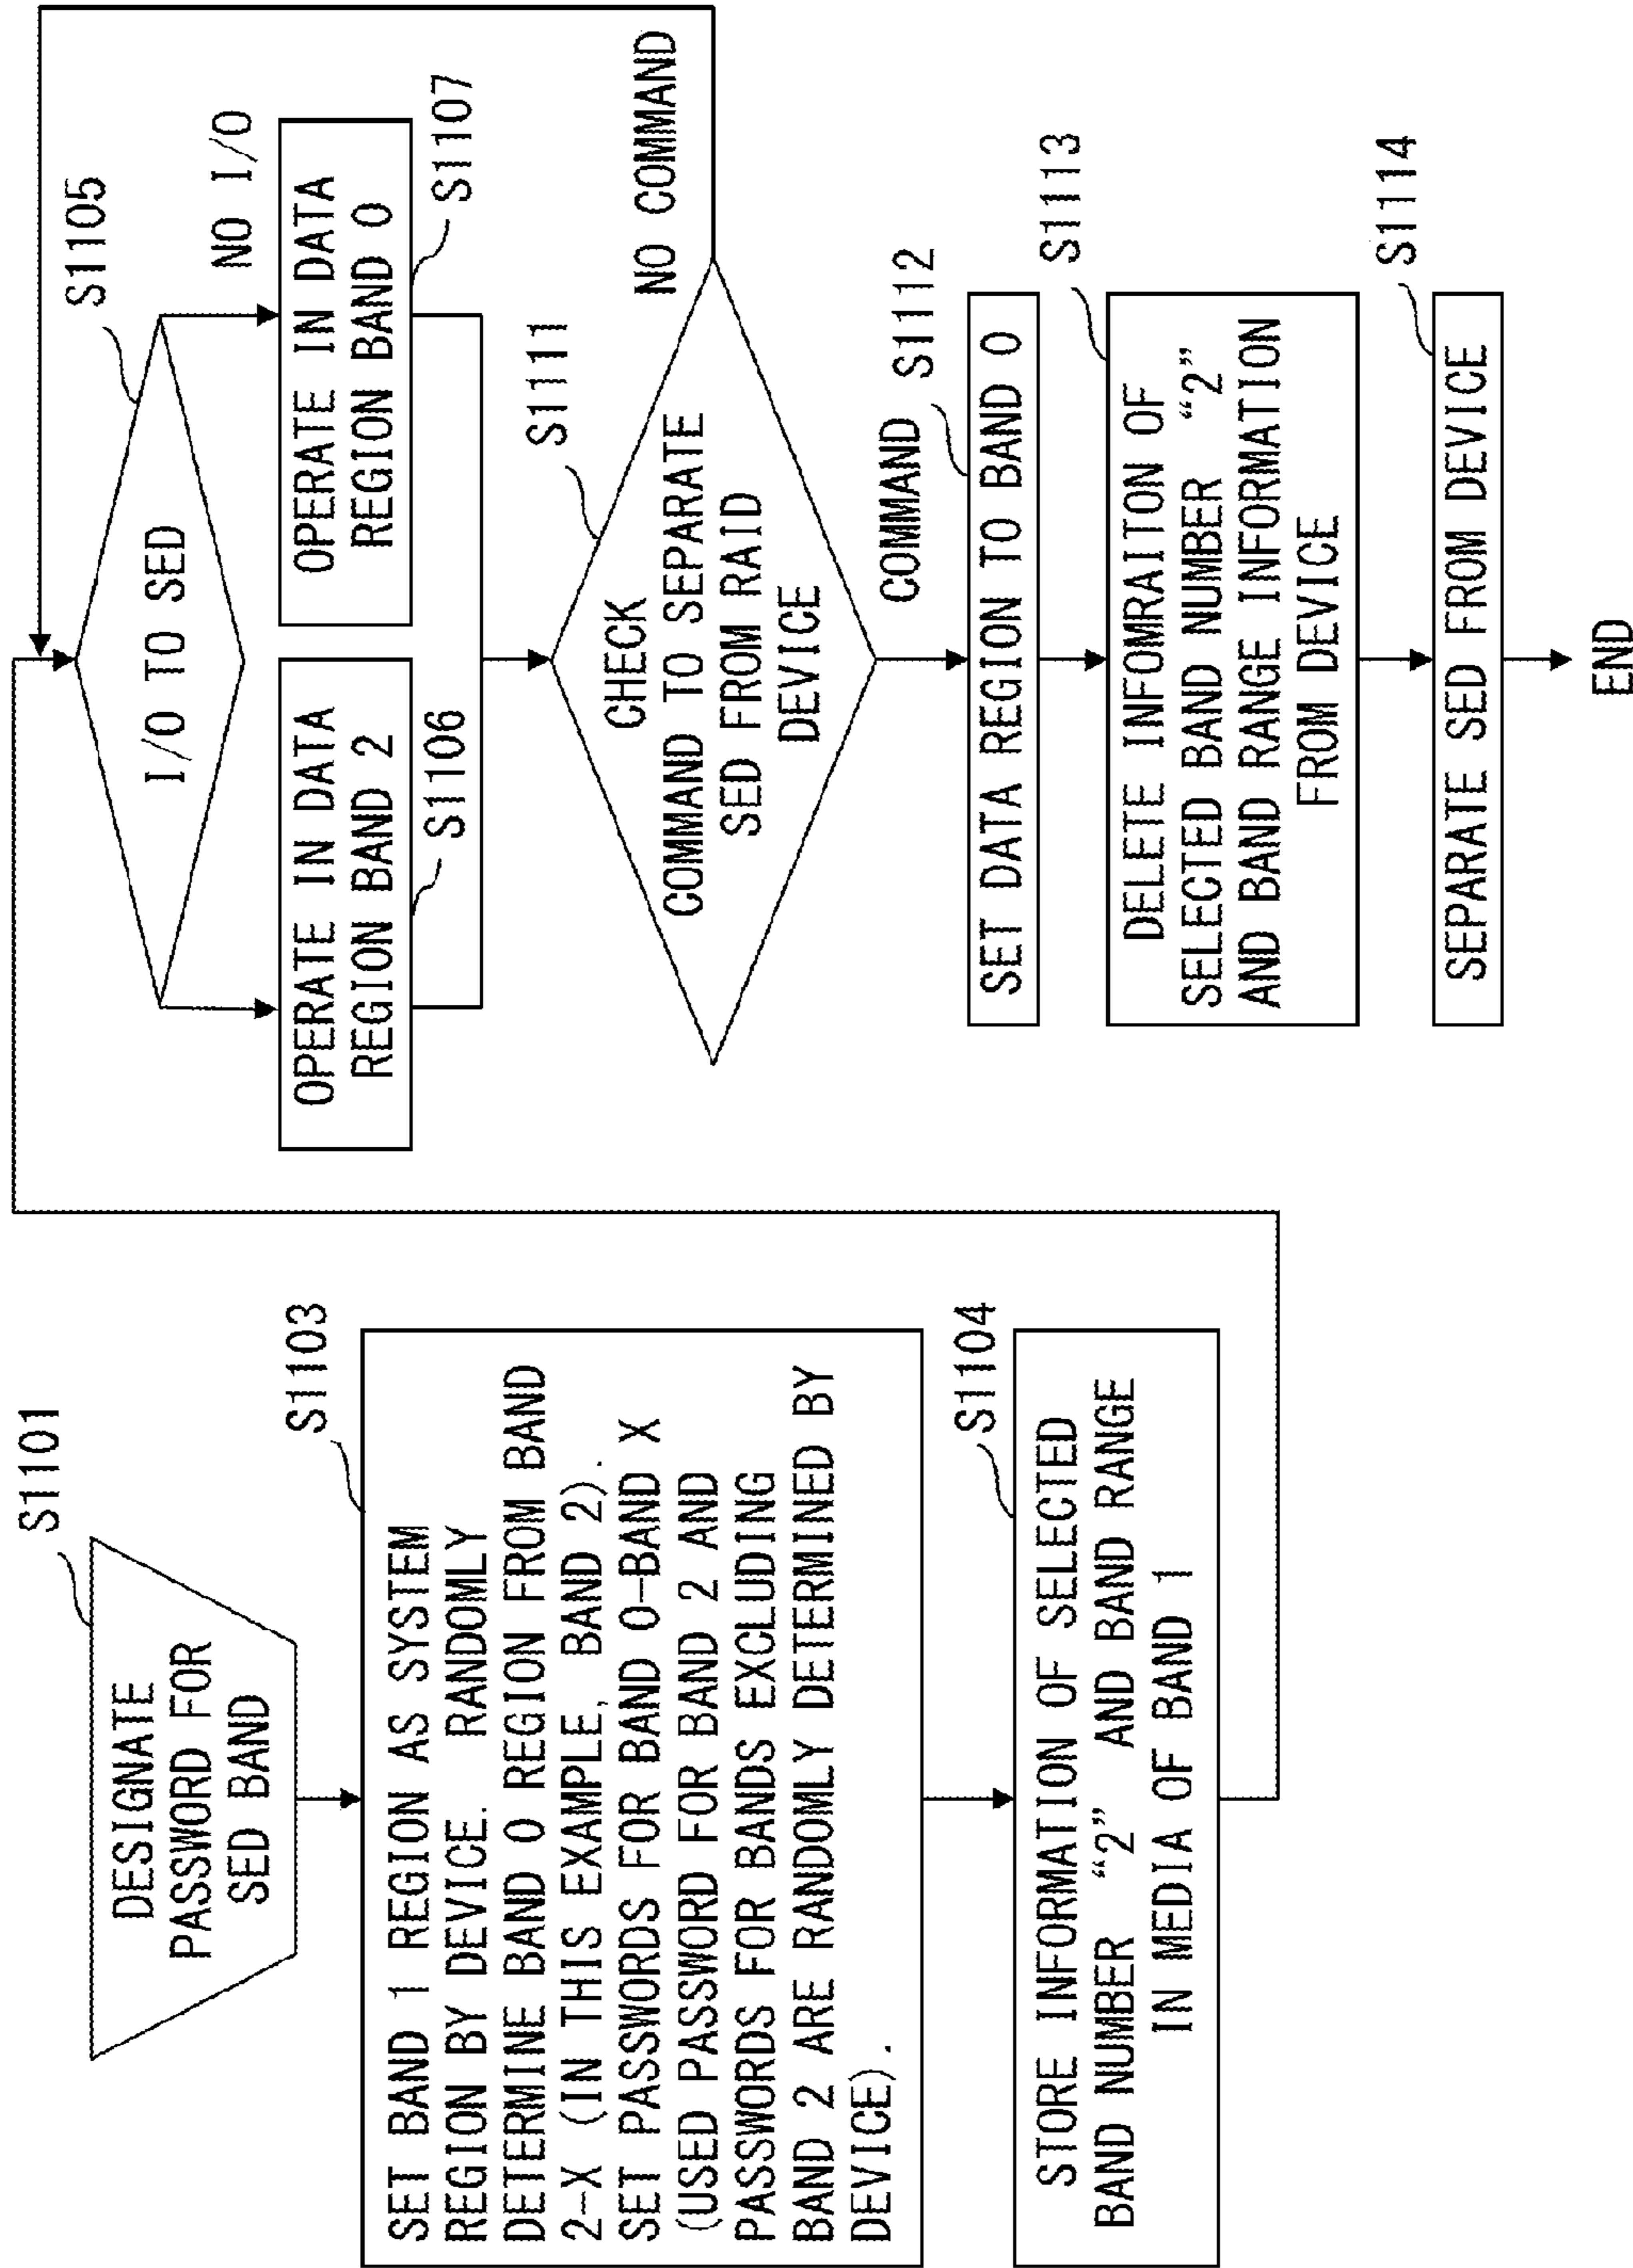 S1101
DESIGNATE
PASSWORD FOR
SED BAND
S1103
SET BAND 1 REGION AS SYSTEM
REGION BY DEVICE. RANDOMLY
DETERMINE BAND 0 REGION FROM BAND
2-X (IN THIS EXAMPLE, BAND 2).
SET PASSWORDS FOR BAND 0-BAND X
(USED PASSWORD FOR BAND 2 AND
PASSWORDS FOR BANDS EXCLUDING
BAND 2 ARE RANDOMLY DETERMINED BY
DEVICE).
S1104
STORE INFORMATION OF SELECTED
BAND NUMBER “2” AND BAND RANGE
IN MEDIA OF BAND 1
S1105
I/O TO SED
NO I/O
OPERATE IN DATA
REGION BAND 2
S1106
OPERATE IN DATA
REGION BAND 0
S1107
S1111
CHECK
COMMAND TO SEPARATE
SED FROM RAID
DEVICE
NO COMMAND
COMMAND
S1112
SET DATA REGION TO BAND 0
S1113
DELETE INFOMRAITON OF
SELECTED BAND NUMBER “2”
AND BAND RANGE INFORMATION
FROM DEVICE
S1114
SEPARATE SED FROM DEVICE
END